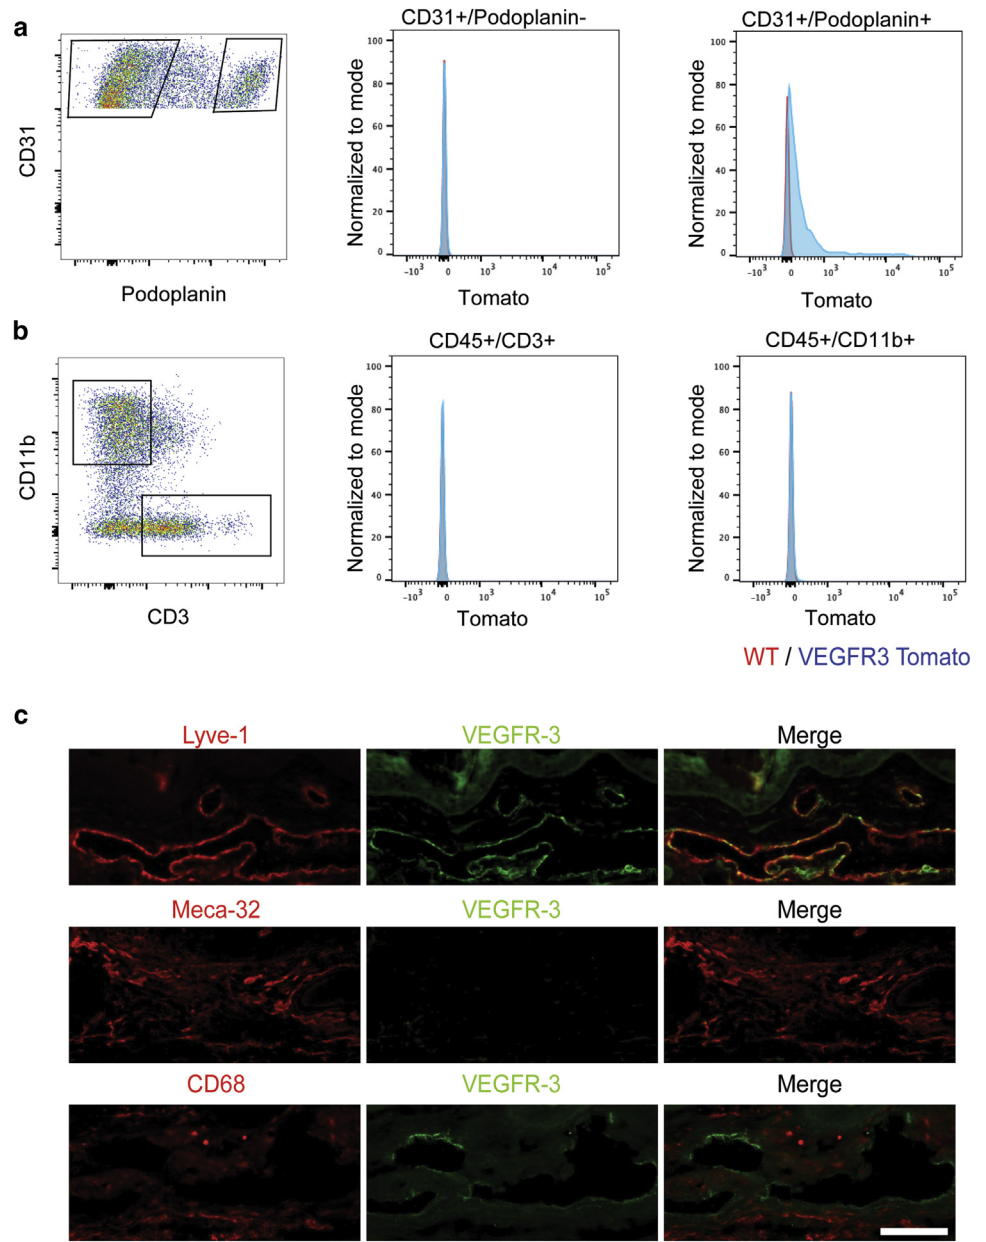 a
CD31+/Podoplanin-
CD31+/Podoplanin+
CD31
Podoplanin
Normalized to mode
100
80
60
40
20
0
-10³ 0 10³ 10⁴ 10⁵
Tomato
Normalized to mode
100
80
60
40
20
0
-10³ 0 10³ 10⁴ 10⁵
Tomato
b
CD45+/CD3+
CD45+/CD11b+
CD11b
CD3
Normalized to mode
100
80
60
40
20
0
-10³ 0 10³ 10⁴ 10⁵
Tomato
Normalized to mode
100
80
60
40
20
0
-10³ 0 10³ 10⁴ 10⁵
Tomato
WT / VEGFR3 Tomato
c
Lyve-1 VEGFR-3 Merge
Meca-32 VEGFR-3 Merge
CD68 VEGFR-3 Merge